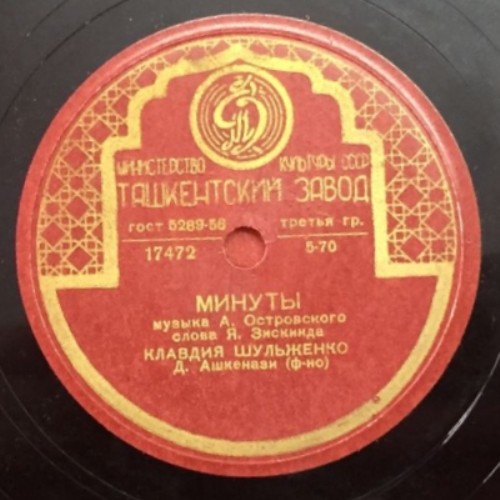 МИНИСТЕРСТВО КУЛЬТУРЫ СССР
ТАШКЕНТСКИЙ ЗАВОД
гост 5289-56 третья гр.
17472 5-70
МИНУТЫ
музыка А. Островского
слова Я. Зискинда
КЛАВДИЯ ШУЛЬЖЕНКО
Д. Ашкенази (ф-но)